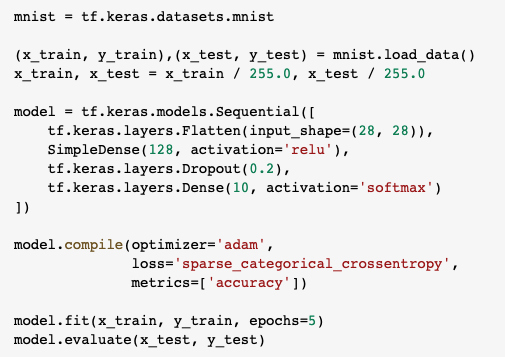 mnist = tf.keras.datasets.mnist
(x_train, y_train),(x_test, y_test) = mnist.load_data()
x_train, x_test = x_train / 255.0, x_test / 255.0
model = tf.keras.models.Sequential([
    tf.keras.layers.Flatten(input_shape=(28, 28)),
    SimpleDense(128, activation='relu'),
    tf.keras.layers.Dropout(0.2),
    tf.keras.layers.Dense(10, activation='softmax')
])
model.compile(optimizer='adam',
              loss='sparse_categorical_crossentropy',
              metrics=['accuracy'])
model.fit(x_train, y_train, epochs=5)
model.evaluate(x_test, y_test)